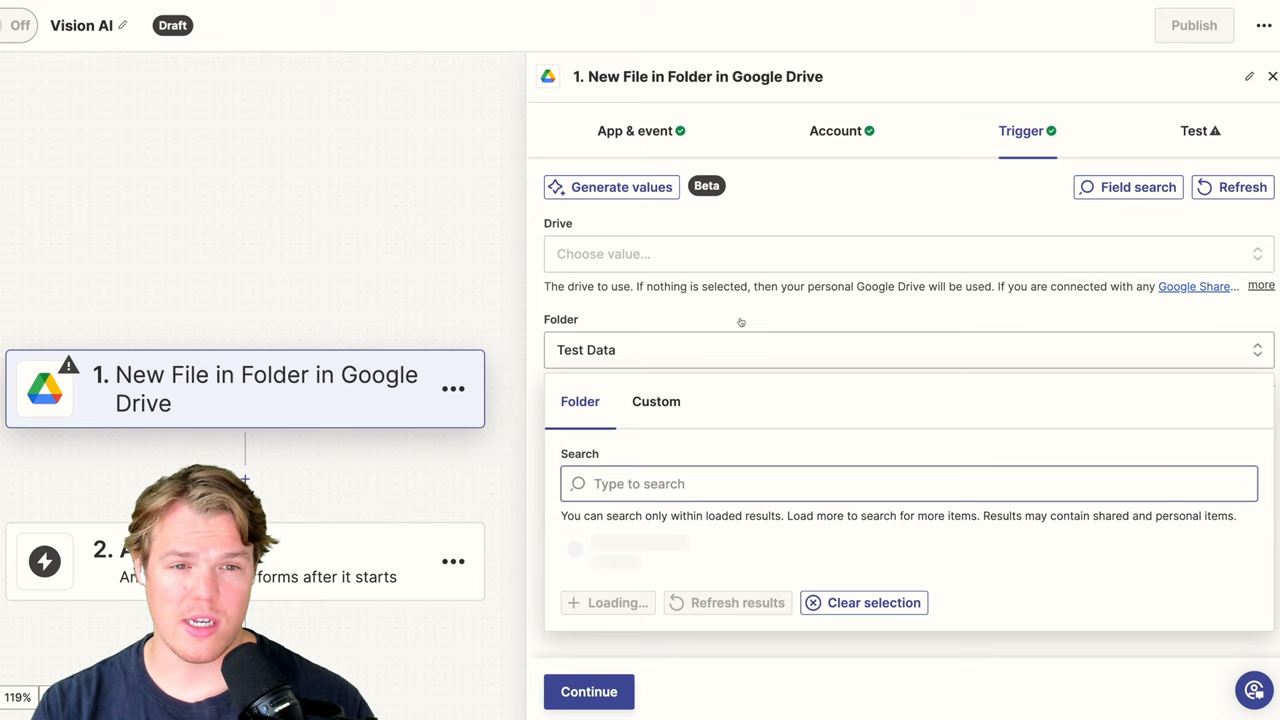 Off
Vision AI
Draft
Publish
1. New File in Folder in Google Drive
App & event
Account
Trigger
Test
Generate values
Beta
Field search
Refresh
Drive
Choose value...
The drive to use. If nothing is selected, then your personal Google Drive will be used. If you are connected with any Google Share...
more
Folder
Test Data
Folder
Custom
Search
Type to search
You can search only within loaded results. Load more to search for more items. Results may contain shared and personal items.
Loading...
Refresh results
Clear selection
Continue
1. New File in Folder in Google
Drive
2.
forms after it starts
119%